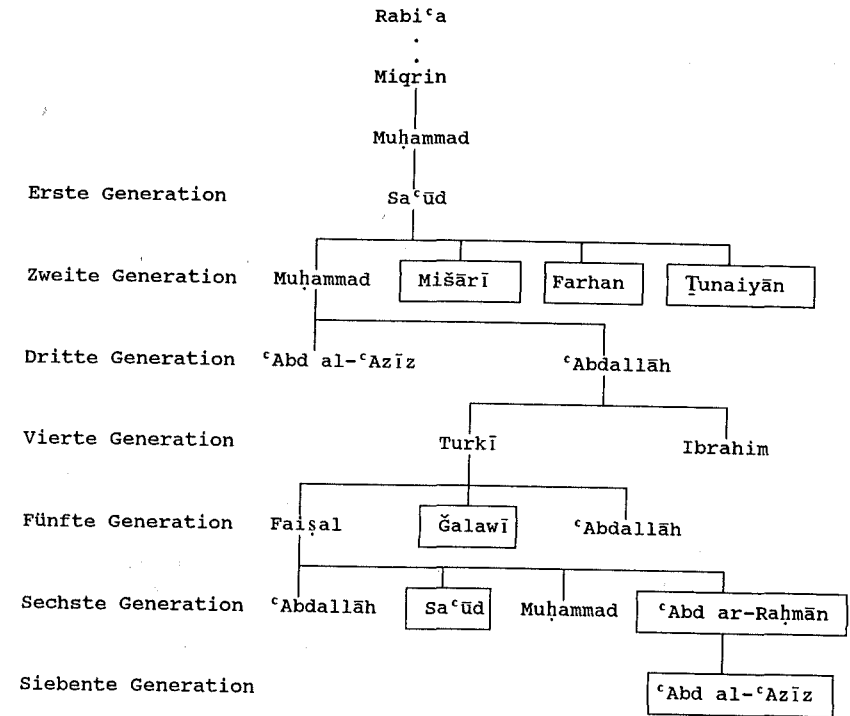 Rabiᶜa
.
.
Miqrin
Muḥammad
Erste Generation Saᶜūd
Zweite Generation Muḥammad Mišārī Farhan Ṯunaiyān
Dritte Generation ᶜAbd al-ᶜAzīz ᶜAbdallāh
Vierte Generation Turkī Ibrahim
Fünfte Generation Faiṣal Ǧalawī ᶜAbdallāh
Sechste Generation ᶜAbdallāh Saᶜūd Muḥammad ᶜAbd ar-Raḥmān
Siebente Generation ᶜAbd al-ᶜAzīz